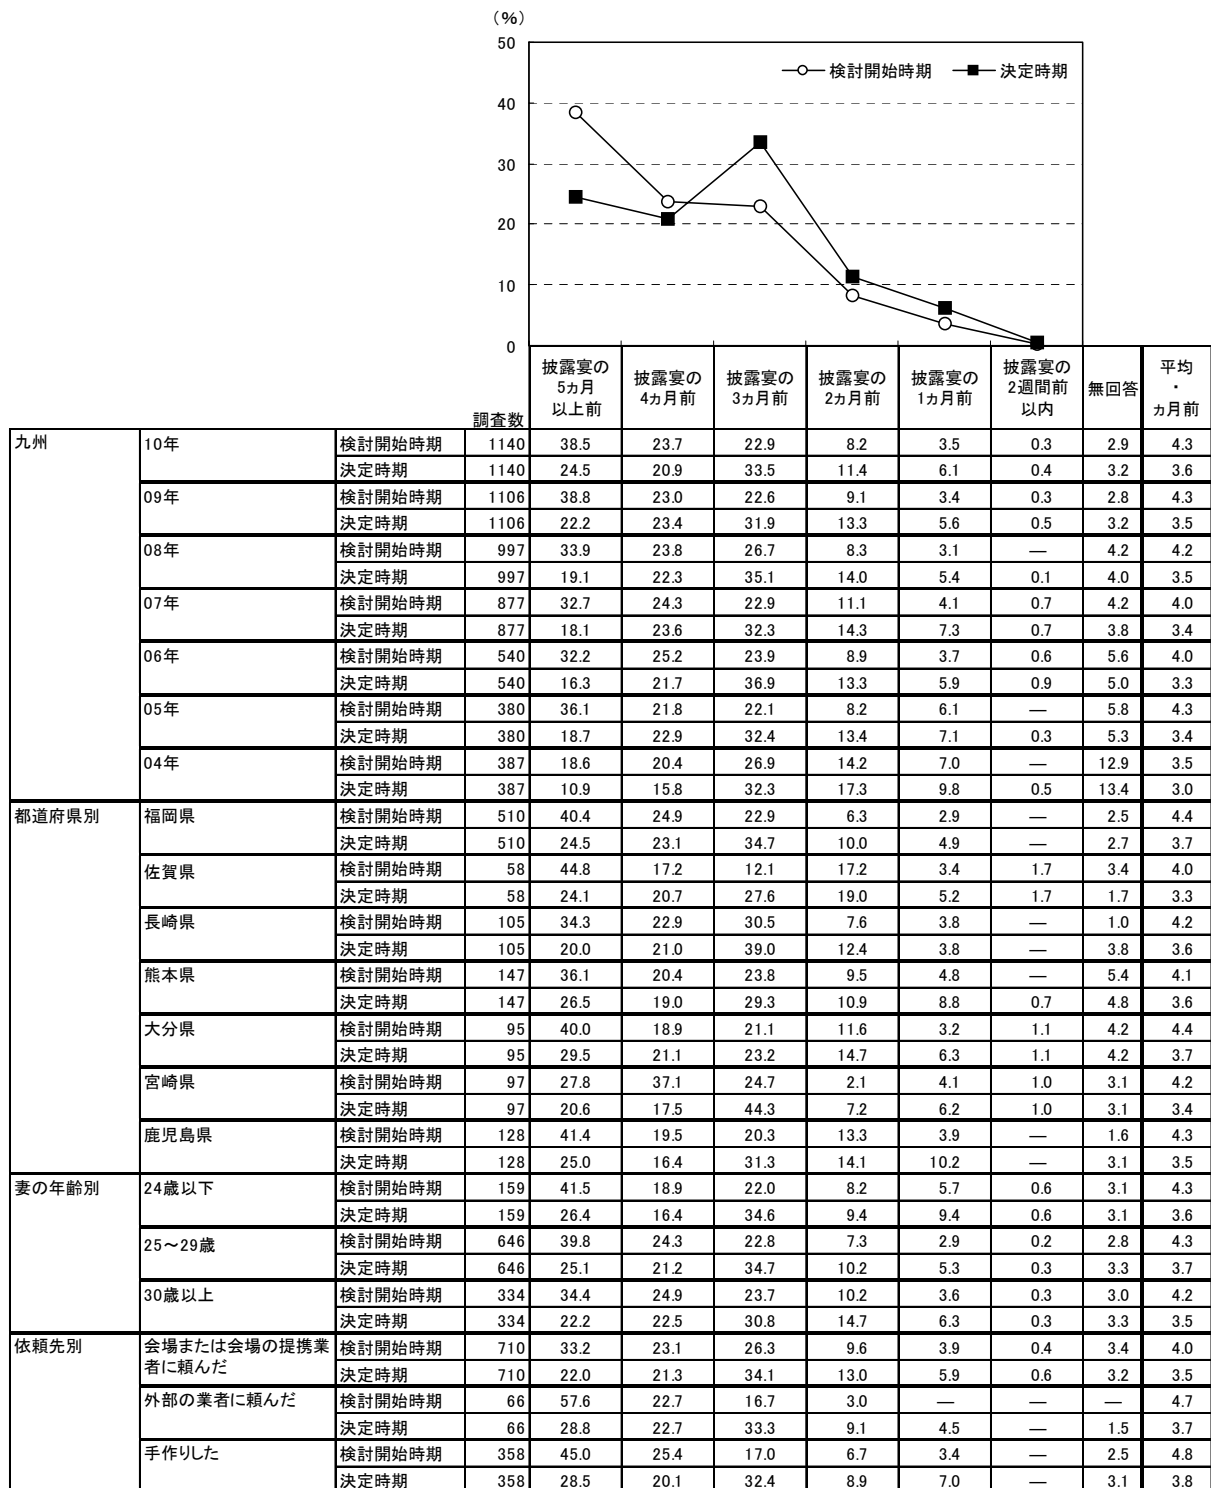 （%）
50
40
30
20
10
0
検討開始時期 決定時期
調査数 披露宴の5ヵ月以上前 披露宴の4ヵ月前 披露宴の3ヵ月前 披露宴の2ヵ月前 披露宴の1ヵ月前 披露宴の2週間前以内 無回答 平均・ヵ月前
九州 10年 検討開始時期 1140 38.5 23.7 22.9 8.2 3.5 0.3 2.9 4.3
決定時期 1140 24.5 20.9 33.5 11.4 6.1 0.4 3.2 3.6
09年 検討開始時期 1106 38.8 23.0 22.6 9.1 3.4 0.3 2.8 4.3
決定時期 1106 22.2 23.4 31.9 13.3 5.6 0.5 3.2 3.5
08年 検討開始時期 997 33.9 23.8 26.7 8.3 3.1 — 4.2 4.2
決定時期 997 19.1 22.3 35.1 14.0 5.4 0.1 4.0 3.5
07年 検討開始時期 877 32.7 24.3 22.9 11.1 4.1 0.7 4.2 4.0
決定時期 877 18.1 23.6 32.3 14.3 7.3 0.7 3.8 3.4
06年 検討開始時期 540 32.2 25.2 23.9 8.9 3.7 0.6 5.6 4.0
決定時期 540 16.3 21.7 36.9 13.3 5.9 0.9 5.0 3.3
05年 検討開始時期 380 36.1 21.8 22.1 8.2 6.1 — 5.8 4.3
決定時期 380 18.7 22.9 32.4 13.4 7.1 0.3 5.3 3.4
04年 検討開始時期 387 18.6 20.4 26.9 14.2 7.0 — 12.9 3.5
決定時期 387 10.9 15.8 32.3 17.3 9.8 0.5 13.4 3.0
都道府県別 福岡県 検討開始時期 510 40.4 24.9 22.9 6.3 2.9 — 2.5 4.4
決定時期 510 24.5 23.1 34.7 10.0 4.9 — 2.7 3.7
佐賀県 検討開始時期 58 44.8 17.2 12.1 17.2 3.4 1.7 3.4 4.0
決定時期 58 24.1 20.7 27.6 19.0 5.2 1.7 1.7 3.3
長崎県 検討開始時期 105 34.3 22.9 30.5 7.6 3.8 — 1.0 4.2
決定時期 105 20.0 21.0 39.0 12.4 3.8 — 3.8 3.6
熊本県 検討開始時期 147 36.1 20.4 23.8 9.5 4.8 — 5.4 4.1
決定時期 147 26.5 19.0 29.3 10.9 8.8 0.7 4.8 3.6
大分県 検討開始時期 95 40.0 18.9 21.1 11.6 3.2 1.1 4.2 4.4
決定時期 95 29.5 21.1 23.2 14.7 6.3 1.1 4.2 3.7
宮崎県 検討開始時期 97 27.8 37.1 24.7 2.1 4.1 1.0 3.1 4.2
決定時期 97 20.6 17.5 44.3 7.2 6.2 1.0 3.1 3.4
鹿児島県 検討開始時期 128 41.4 19.5 20.3 13.3 3.9 — 1.6 4.3
決定時期 128 25.0 16.4 31.3 14.1 10.2 — 3.1 3.5
妻の年齢別 24歳以下 検討開始時期 159 41.5 18.9 22.0 8.2 5.7 0.6 3.1 4.3
決定時期 159 26.4 16.4 34.6 9.4 9.4 0.6 3.1 3.6
25～29歳 検討開始時期 646 39.8 24.3 22.8 7.3 2.9 0.2 2.8 4.3
決定時期 646 25.1 21.2 34.7 10.2 5.3 0.3 3.3 3.7
30歳以上 検討開始時期 334 34.4 24.9 23.7 10.2 3.6 0.3 3.0 4.2
決定時期 334 22.2 22.5 30.8 14.7 6.3 0.3 3.3 3.5
依頼先別 会場または会場の提携業者に頼んだ 検討開始時期 710 33.2 23.1 26.3 9.6 3.9 0.4 3.4 4.0
決定時期 710 22.0 21.3 34.1 13.0 5.9 0.6 3.2 3.5
外部の業者に頼んだ 検討開始時期 66 57.6 22.7 16.7 3.0 — — — 4.7
決定時期 66 28.8 22.7 33.3 9.1 4.5 — 1.5 3.7
手作りした 検討開始時期 358 45.0 25.4 17.0 6.7 3.4 — 2.5 4.8
決定時期 358 28.5 20.1 32.4 8.9 7.0 — 3.1 3.8